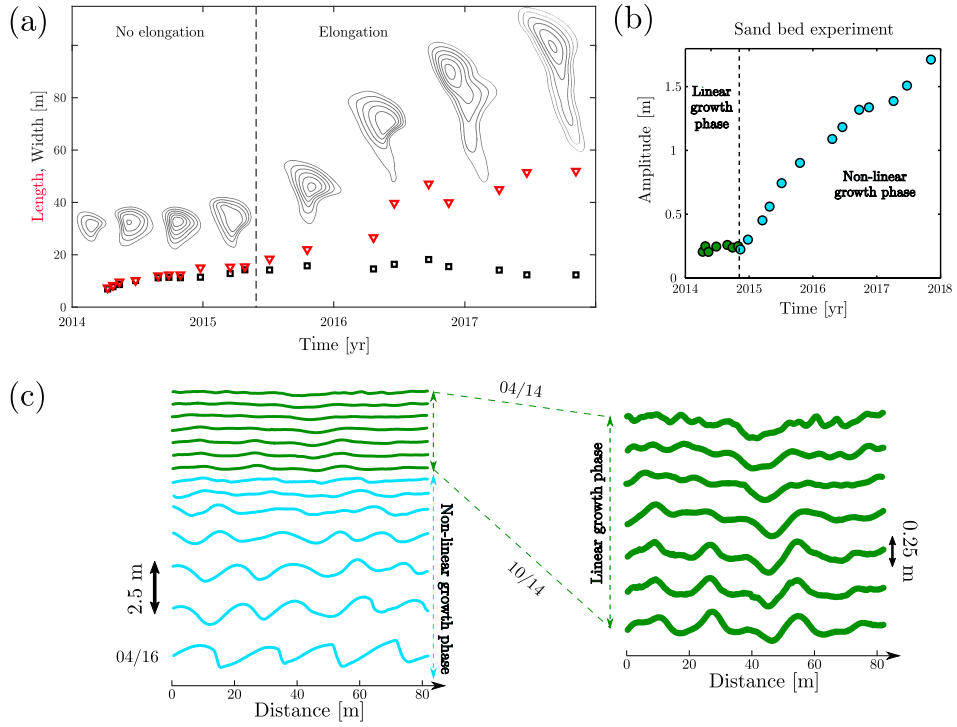 (a)
No elongation
Elongation
Length, Width [m]
80
60
40
20
0
2014
2015
2016
2017
Time [yr]
(b)
Sand bed experiment
Linear
growth
phase
Non-linear
growth phase
Amplitude [m]
1.5
1
0.5
0
2014
2015
2016
2017
2018
Time [yr]
(c)
04/14
10/14
2.5 m
04/16
Non-linear growth phase
0
20
40
60
80
Distance [m]
Linear growth phase
0.25 m
0
20
40
60
80
Distance [m]